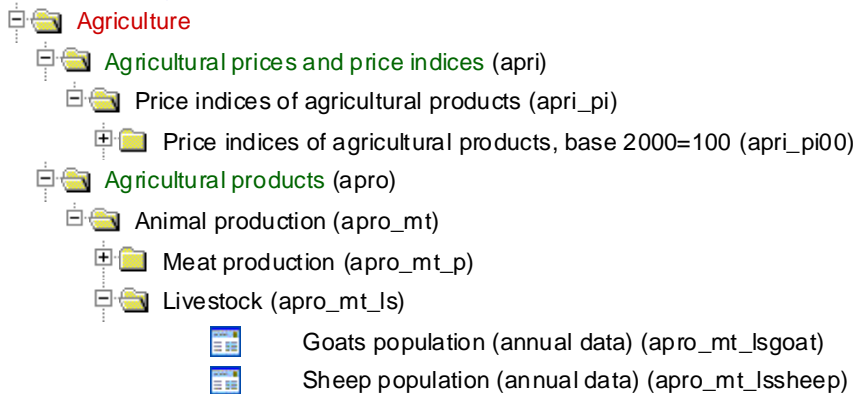 Agriculture
Agricultural prices and price indices (apri)
Price indices of agricultural products (apri_pi)
Price indices of agricultural products, base 2000=100 (apri_pi00)
Agricultural products (apro)
Animal production (apro_mt)
Meat production (apro_mt_p)
Livestock (apro_mt_ls)
Goats population (annual data) (apro_mt_lsgoat)
Sheep population (annual data) (apro_mt_lssheep)